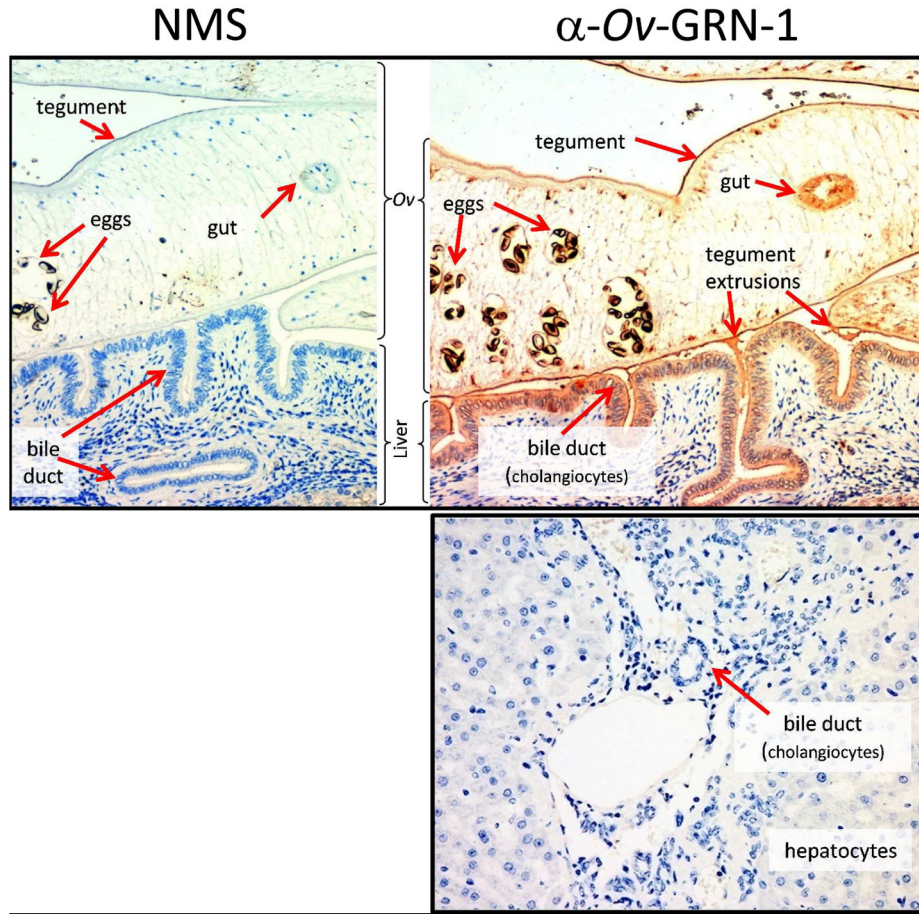 NMS
α-Ov-GRN-1
tegument
eggs
gut
bile
duct
Ov
Liver
tegument
gut
eggs
tegument
extrusions
bile duct
(cholangiocytes)
bile duct
(cholangiocytes)
hepatocytes